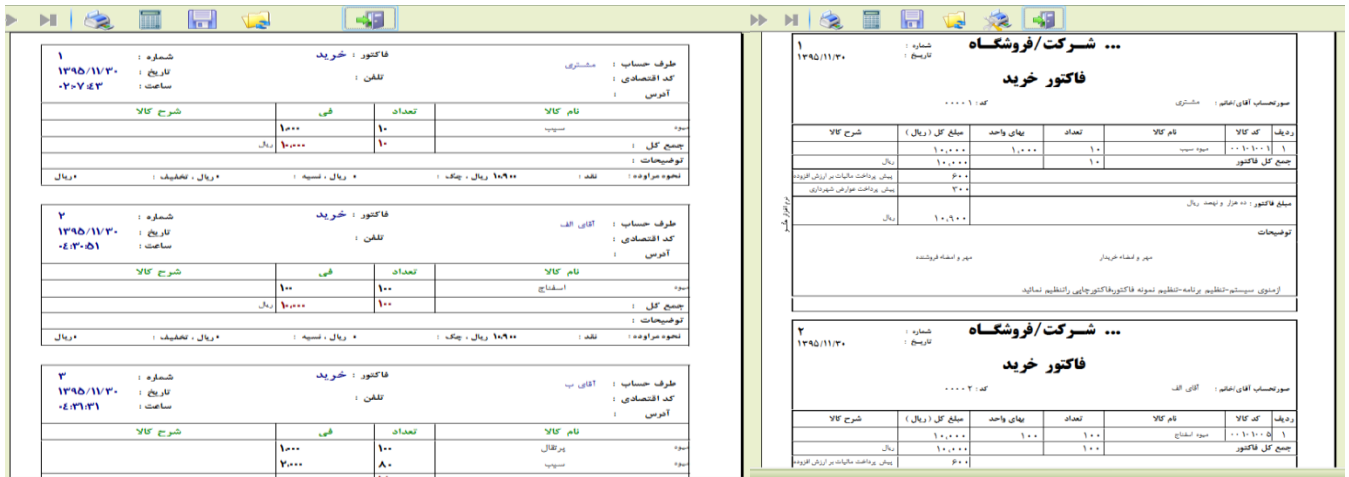 فاکتور : خرید
شماره : ۱
طرف حساب : مشتری
تاریخ : ۱۳۹۵/۱۱/۳۰
کد اقتصادی :
تلفن :
ساعت : ۰۲:۰۷:۴۳
آدرس :
نام کالا تعداد فی شرح کالا
میوه سیب ۱۰ ۱,۰۰۰
جمع کل : ۱۰ ۱۰,۰۰۰ ریال
توضیحات :
نحوه مراوده : نقد : ۱۰,۹۰۰ ریال ، چک : ۰ ریال ، نسیه : ۰ ریال ، تخفیف : ۰ ریال
فاکتور : خرید
شماره : ۲
طرف حساب : آقای الف
تاریخ : ۱۳۹۵/۱۱/۳۰
کد اقتصادی :
تلفن :
ساعت : ۰۴:۳۰:۵۱
آدرس :
نام کالا تعداد فی شرح کالا
میوه اسفناج ۱۰۰ ۱۰۰
جمع کل : ۱۰۰ ۱۰,۰۰۰ ریال
توضیحات :
نحوه مراوده : نقد : ۱۰,۹۰۰ ریال ، چک : ۰ ریال ، نسیه : ۰ ریال ، تخفیف : ۰ ریال
فاکتور : خرید
شماره : ۳
طرف حساب : آقای ب
تاریخ : ۱۳۹۵/۱۱/۳۰
کد اقتصادی :
تلفن :
ساعت : ۰۴:۳۱:۳۱
آدرس :
نام کالا تعداد فی شرح کالا
میوه پرتقال ۱۰۰ ۱,۰۰۰
میوه سیب ۸۰ ۲,۰۰۰
... شــرکت/فروشگــاه
شماره : ۱
تاریخ : ۱۳۹۵/۱۱/۳۰
فاکتور خرید
صورتحساب آقای/خانم : مشتری کد : ۰۰۰۰۱
ردیف کد کالا نام کالا تعداد بهای واحد مبلغ کل ( ریال ) شرح کالا
۱ ۰۰۱۰۱۰۰۱ میوه سیب ۱۰ ۱,۰۰۰ ۱۰,۰۰۰
جمع کل فاکتور ۱۰ ۱۰,۰۰۰ ریال
۶۰۰ پیش پرداخت مالیات بر ارزش افزوده
۳۰۰ پیش پرداخت عوارض شهرداری
مبلغ فاکتور : ده هزار و نهصد ریال
۱۰,۹۰۰ ریال
توضیحات
مهر و امضاء خریدار مهر و امضاء فروشنده
ازمنوی سیستم-تنظیم برنامه-تنظیم نمونه فاکتور،فاکتورچاپی راتنظیم نمائید
... شــرکت/فروشگــاه
شماره : ۲
تاریخ : ۱۳۹۵/۱۱/۳۰
فاکتور خرید
صورتحساب آقای/خانم : آقای الف کد : ۰۰۰۰۲
ردیف کد کالا نام کالا تعداد بهای واحد مبلغ کل ( ریال ) شرح کالا
۱ ۰۰۱۰۱۰۰۵ میوه اسفناج ۱۰۰ ۱۰۰ ۱۰,۰۰۰
جمع کل فاکتور ۱۰۰ ۱۰,۰۰۰ ریال
۶۰۰ پیش پرداخت مالیات بر ارزش افزوده